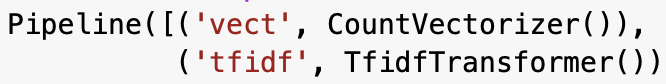 Pipeline([('vect', CountVectorizer()),
('tfidf', TfidfTransformer())